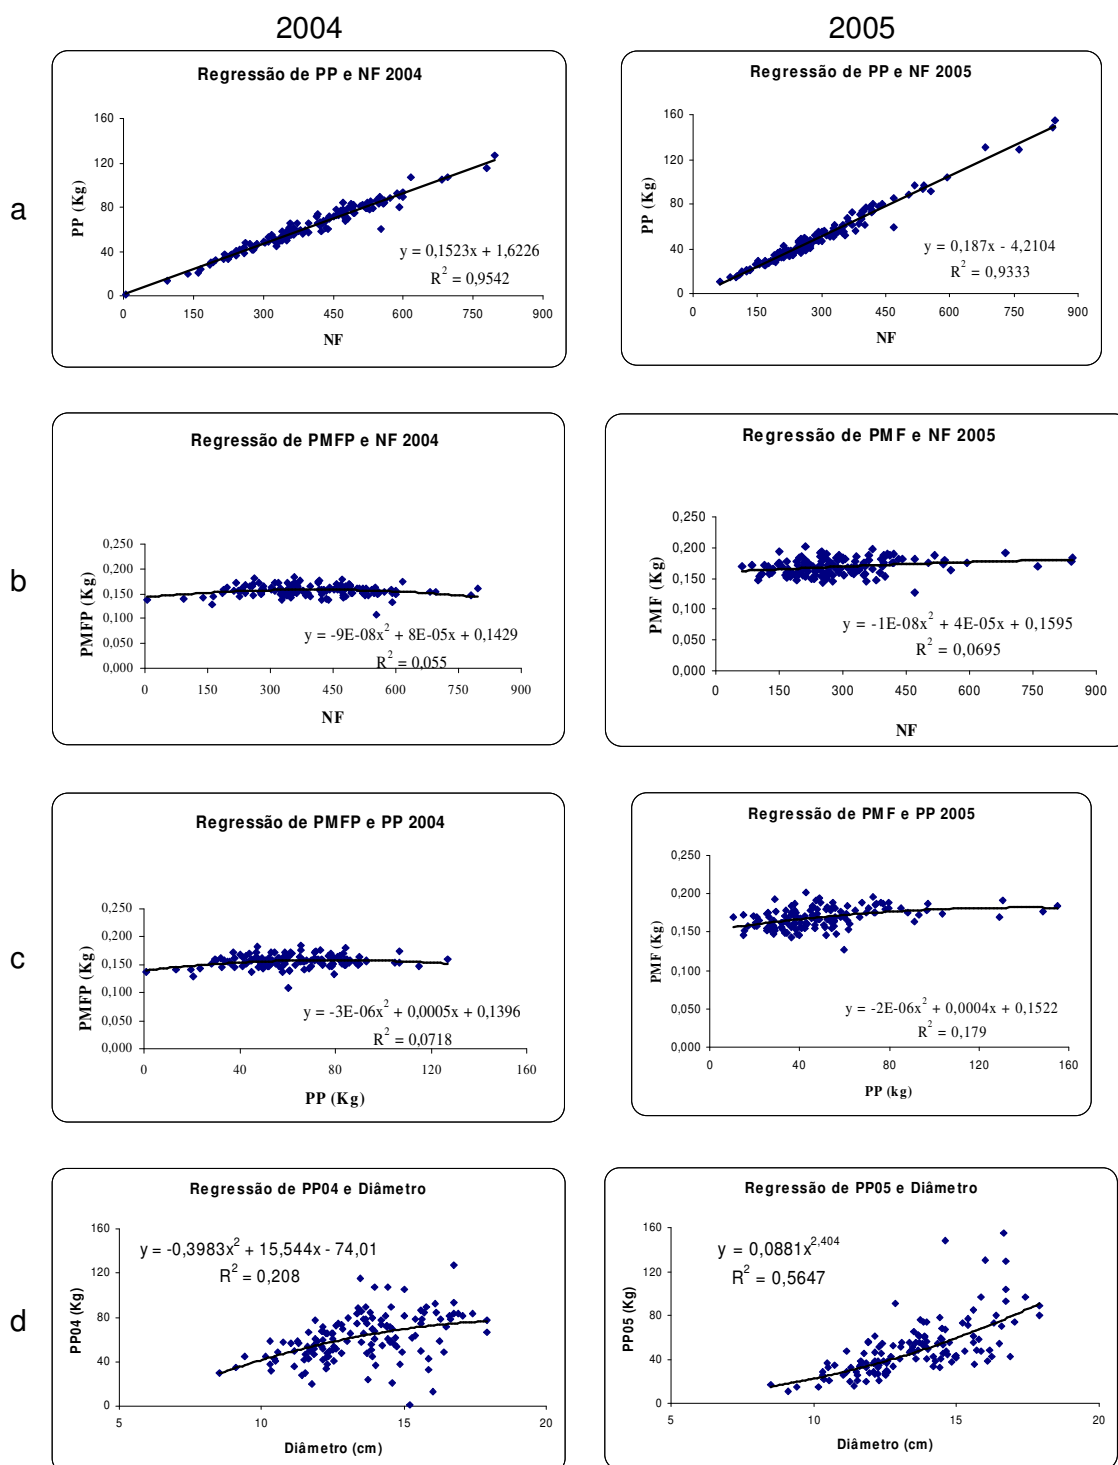 2004
2005
a
Regressão de PP e NF 2004
160
120
80
40
0
PP (Kg)
y = 0,1523x + 1,6226
R² = 0,9542
0 150 300 450 600 750 900
NF
Regressão de PP e NF 2005
160
120
80
40
0
PP (Kg)
y = 0,187x - 4,2104
R² = 0,9333
0 150 300 450 600 750 900
NF
b
Regressão de PMFP e NF 2004
0,250
0,200
0,150
0,100
0,050
0,000
PMFP (Kg)
y = -9E-08x² + 8E-05x + 0,1429
R² = 0,055
0 150 300 450 600 750 900
NF
Regressão de PMF e NF 2005
0,250
0,200
0,150
0,100
0,050
0,000
PMF (Kg)
y = -1E-08x² + 4E-05x + 0,1595
R² = 0,0695
0 150 300 450 600 750 900
NF
c
Regressão de PMFP e PP 2004
0,250
0,200
0,150
0,100
0,050
0,000
PMFP (Kg)
y = -3E-06x² + 0,0005x + 0,1396
R² = 0,0718
0 40 80 120 160
PP (Kg)
Regressão de PMF e PP 2005
0,250
0,200
0,150
0,100
0,050
0,000
PMF (Kg)
y = -2E-06x² + 0,0004x + 0,1522
R² = 0,179
0 40 80 120 160
PP (kg)
d
Regressão de PP04 e Diâmetro
160
120
80
40
0
PP04 (Kg)
y = -0,3983x² + 15,544x - 74,01
R² = 0,208
5 10 15 20
Diâmetro (cm)
Regressão de PP05 e Diâmetro
160
120
80
40
0
PP05 (Kg)
y = 0,0881x^2,404
R² = 0,5647
5 10 15 20
Diâmetro (cm)